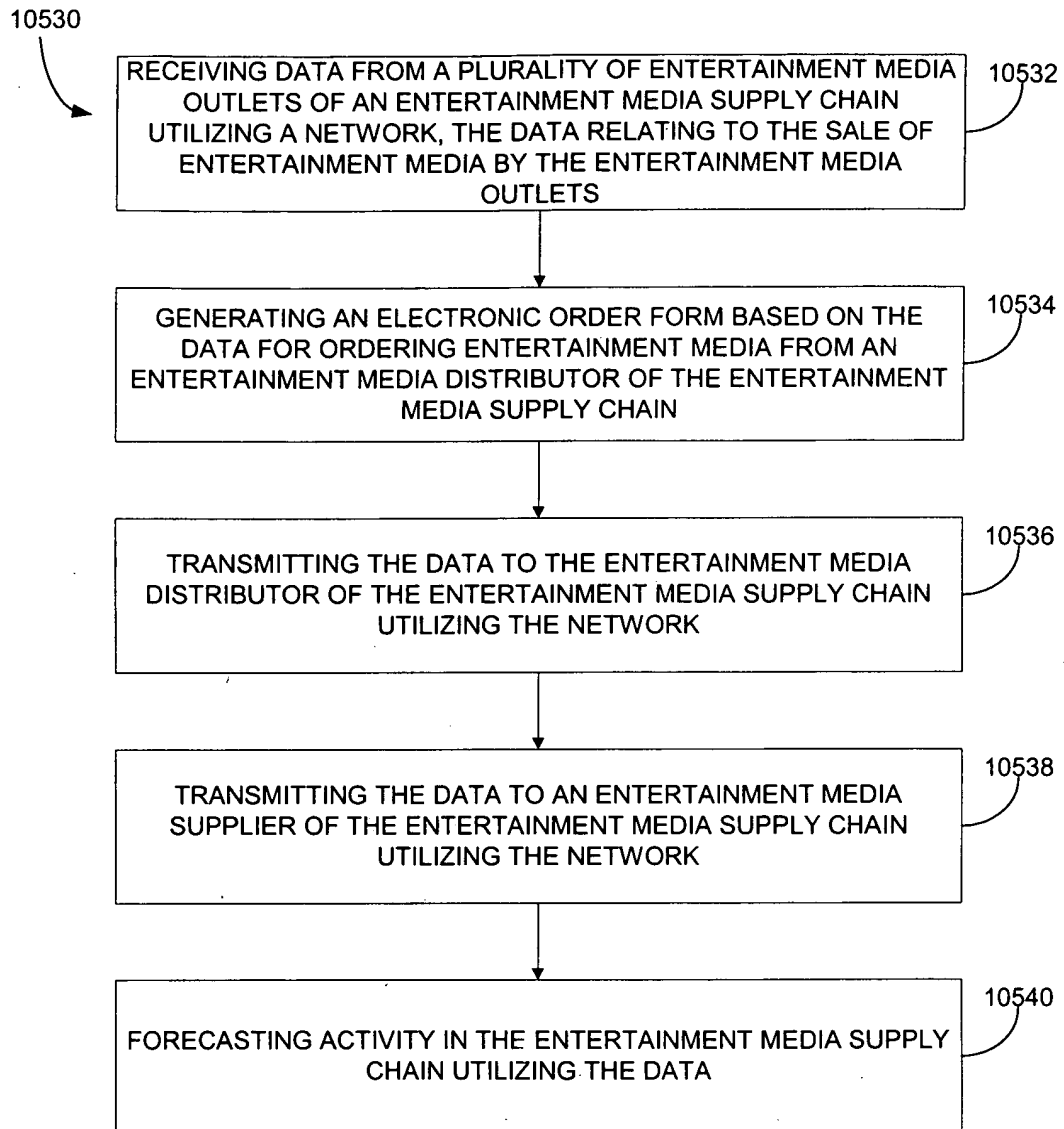 10530
RECEIVING DATA FROM A PLURALITY OF ENTERTAINMENT MEDIA
OUTLETS OF AN ENTERTAINMENT MEDIA SUPPLY CHAIN
UTILIZING A NETWORK, THE DATA RELATING TO THE SALE OF
ENTERTAINMENT MEDIA BY THE ENTERTAINMENT MEDIA
OUTLETS
10532
GENERATING AN ELECTRONIC ORDER FORM BASED ON THE
DATA FOR ORDERING ENTERTAINMENT MEDIA FROM AN
ENTERTAINMENT MEDIA DISTRIBUTOR OF THE ENTERTAINMENT
MEDIA SUPPLY CHAIN
10534
TRANSMITTING THE DATA TO THE ENTERTAINMENT MEDIA
DISTRIBUTOR OF THE ENTERTAINMENT MEDIA SUPPLY CHAIN
UTILIZING THE NETWORK
10536
TRANSMITTING THE DATA TO AN ENTERTAINMENT MEDIA
SUPPLIER OF THE ENTERTAINMENT MEDIA SUPPLY CHAIN
UTILIZING THE NETWORK
10538
FORECASTING ACTIVITY IN THE ENTERTAINMENT MEDIA SUPPLY
CHAIN UTILIZING THE DATA
10540